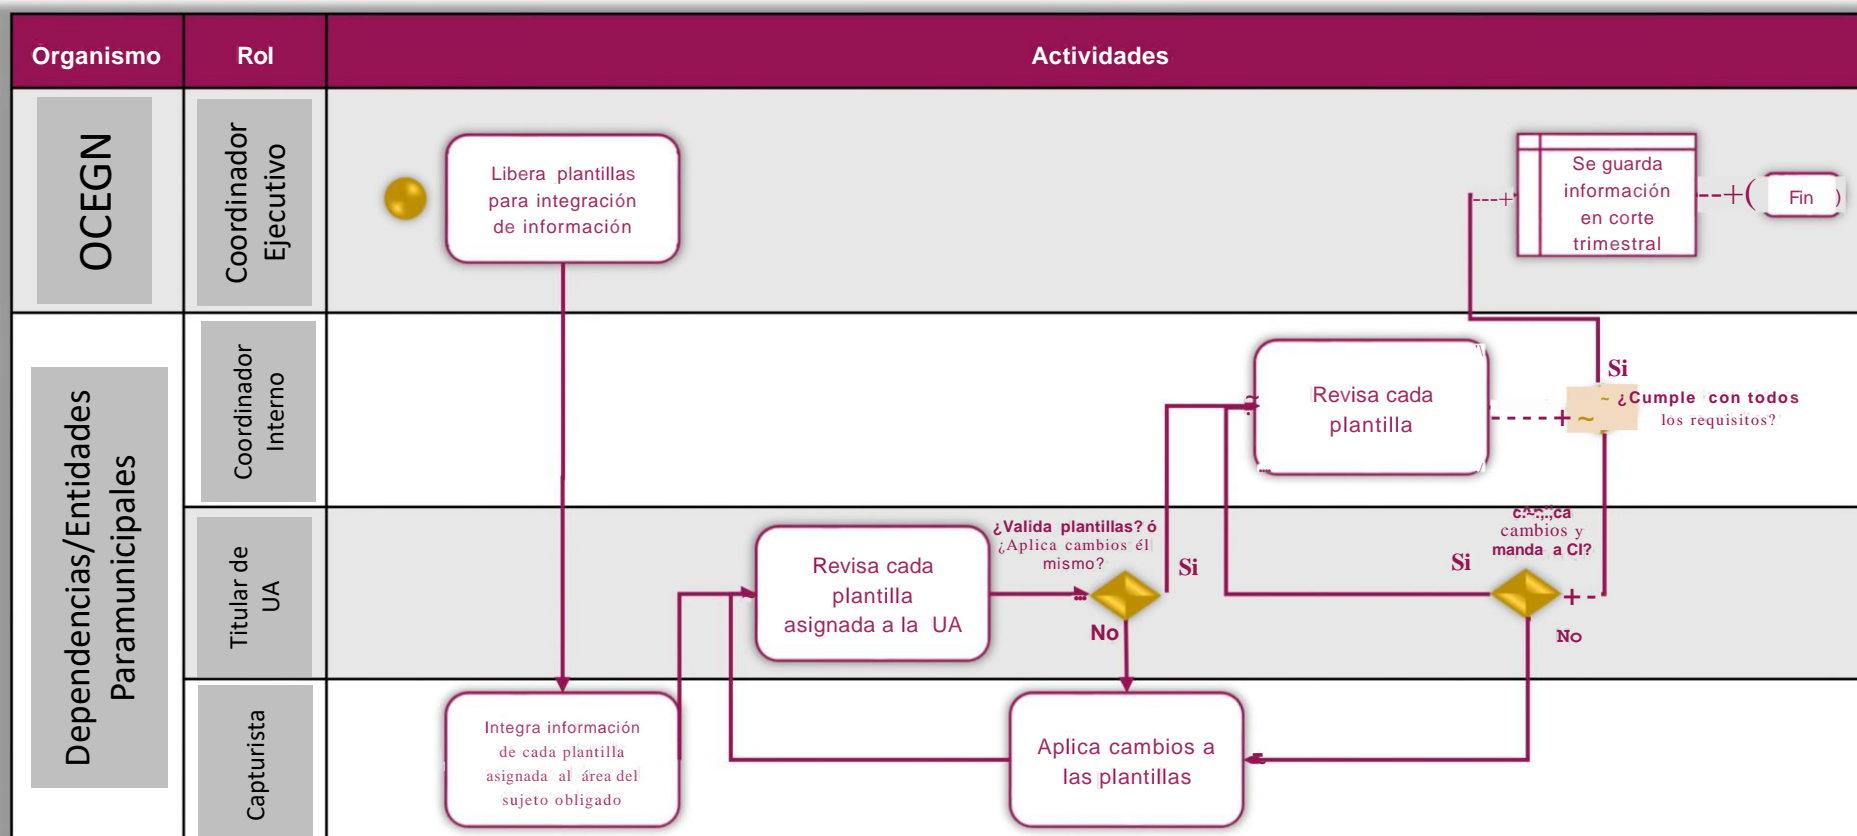 Organismo
Rol
Actividades
OCEGN
Coordinador
Ejecutivo
Libera plantillas
para integración
de información
Se guarda
información
en corte
trimestral
Fin
Dependencias/Entidades
Paramunicipales
Coordinador
Interno
Revisa cada
plantilla
Si
¿Cumple con todos
los requisitos?
Titular de
UA
Revisa cada
plantilla
asignada a la UA
¿Valida plantillas? ó
¿Aplica cambios él
mismo?
Si
No
cambios y
manda a CI?
Si
No
Capturista
Integra información
de cada plantilla
asignada al área del
sujeto obligado
Aplica cambios a
las plantillas